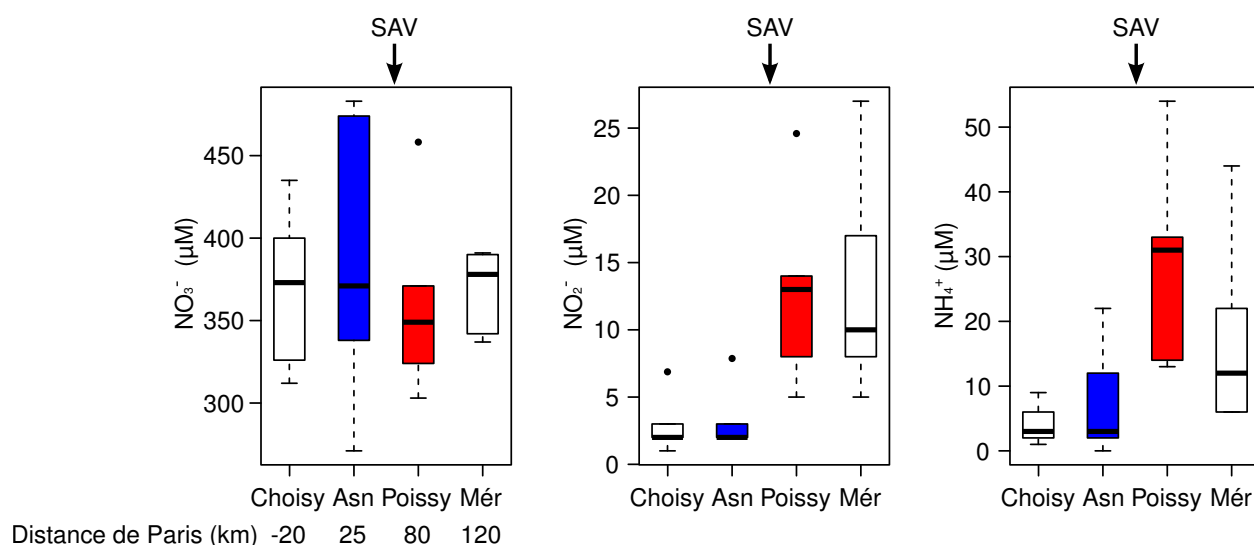 SAV SAV SAV
NO₃⁻ (µM)
450
400
350
300
NO₂⁻ (µM)
25
20
15
10
5
0
NH₄⁺ (µM)
50
40
30
20
10
0
Choisy Asn Poissy Mér Choisy Asn Poissy Mér Choisy Asn Poissy Mér
Distance de Paris (km) -20 25 80 120